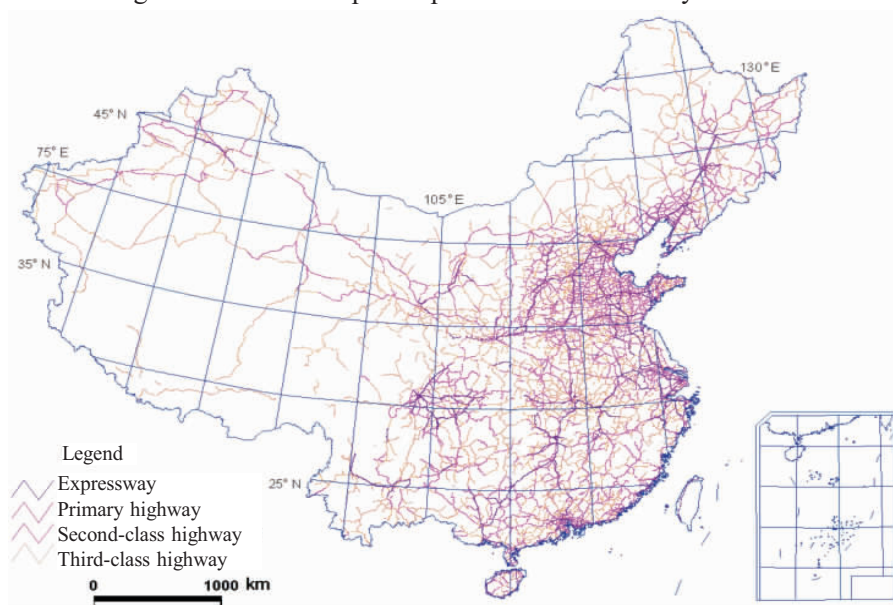 130° E
45° N
75° E
105° E
35° N
25° N
Legend
Expressway
Primary highway
Second-class highway
Third-class highway
0 1000 km